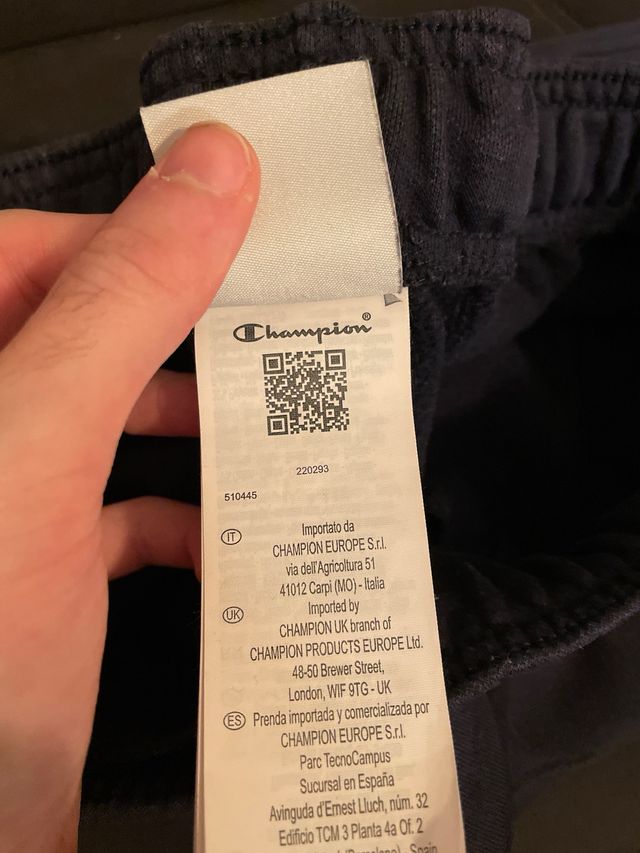 Champion®
220293
510445
IT Importato da
CHAMPION EUROPE S.r.l.
via dell'Agricoltura 51
41012 Carpi (MO) - Italia
UK Imported by
CHAMPION UK branch of
CHAMPION PRODUCTS EUROPE Ltd.
48-50 Brewer Street,
London, WIF 9TG - UK
ES Prenda importada y comercializada por
CHAMPION EUROPE S.r.l.
Parc TecnoCampus
Sucursal en España
Avinguda d'Ernest Lluch, núm. 32
Edificio TCM 3 Planta 4a Of. 2
(Barcelona) - Spain